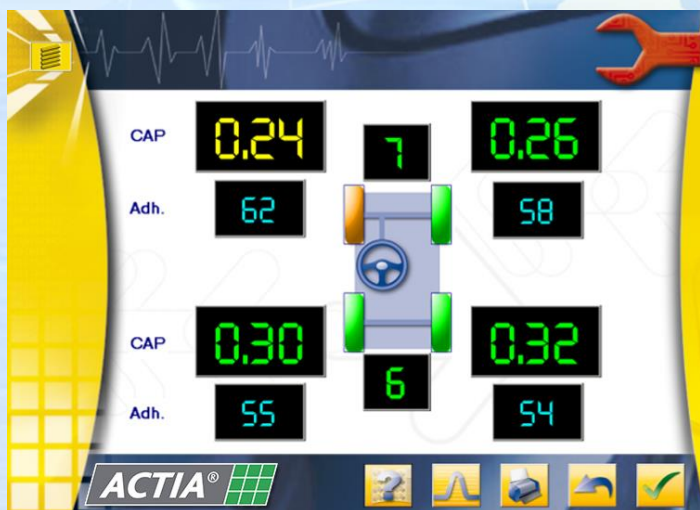 CAP 0.24 7 0.26
Adh. 62 58
CAP 0.30 0.32
6
Adh. 55 54
ACTIA®
?